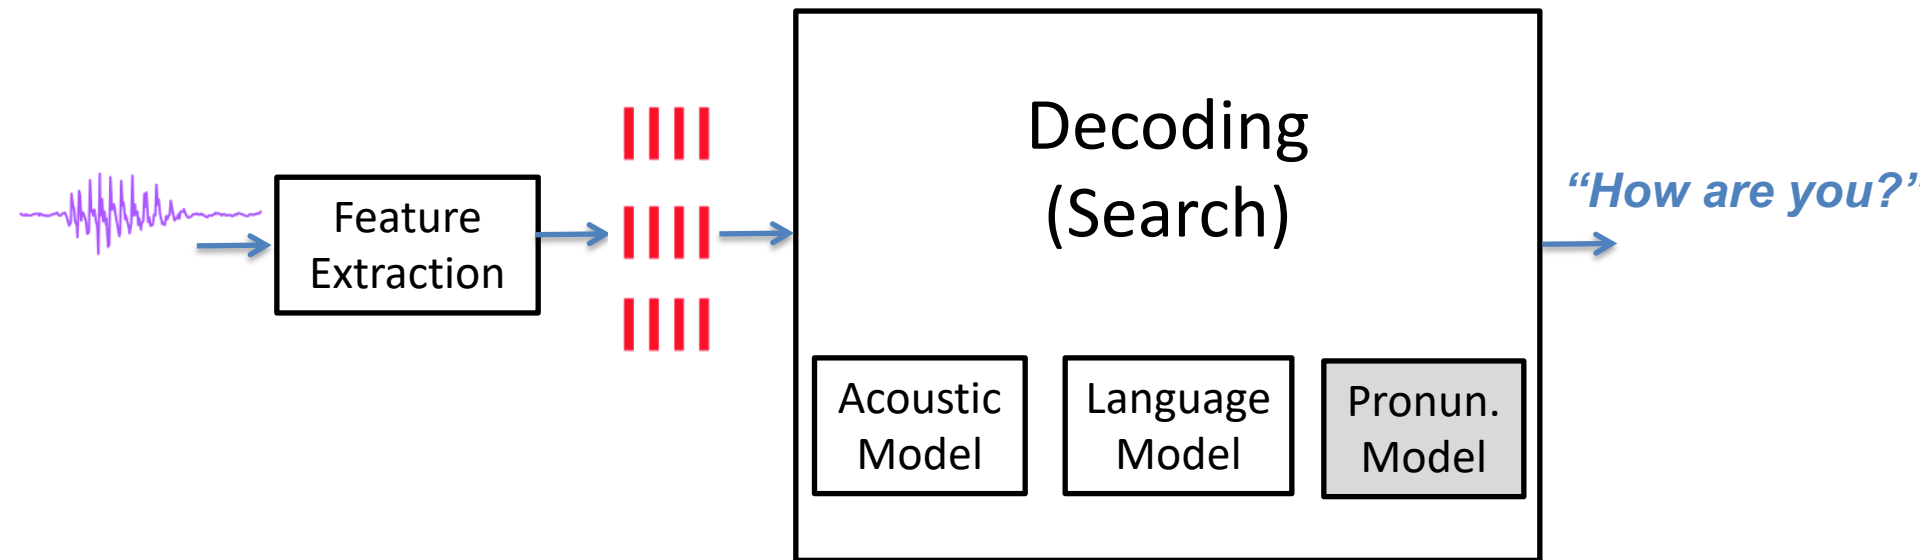 Feature
Extraction
Decoding
(Search)
Acoustic
Model
Language
Model
Pronun.
Model
“How are you?”